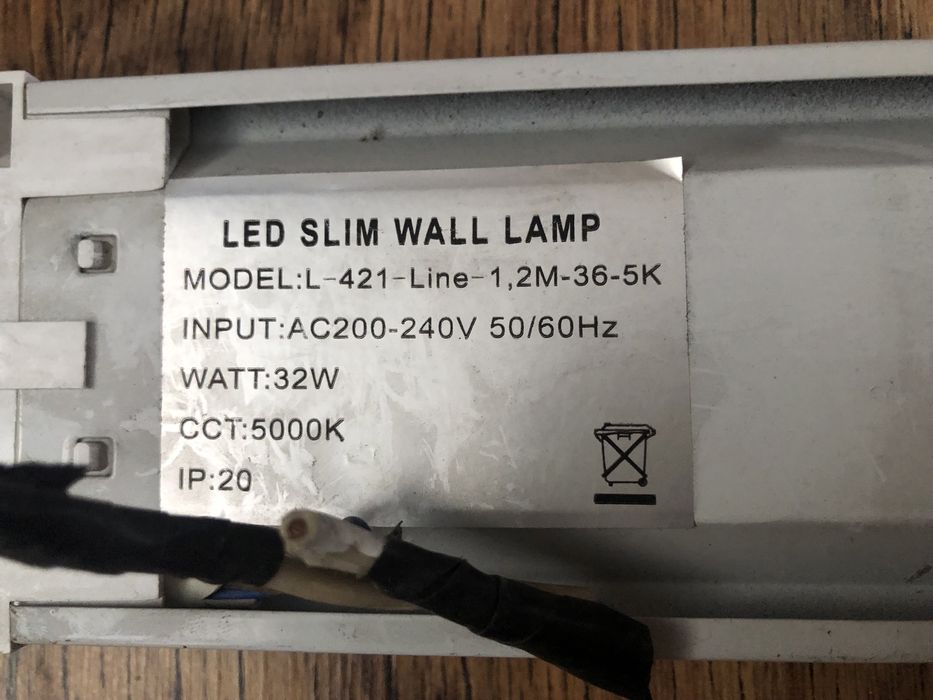 LED SLIM WALL LAMP
MODEL:L-421-Line-1,2M-36-5K
INPUT:AC200-240V 50/60Hz
WATT:32W
CCT:5000K
IP:20